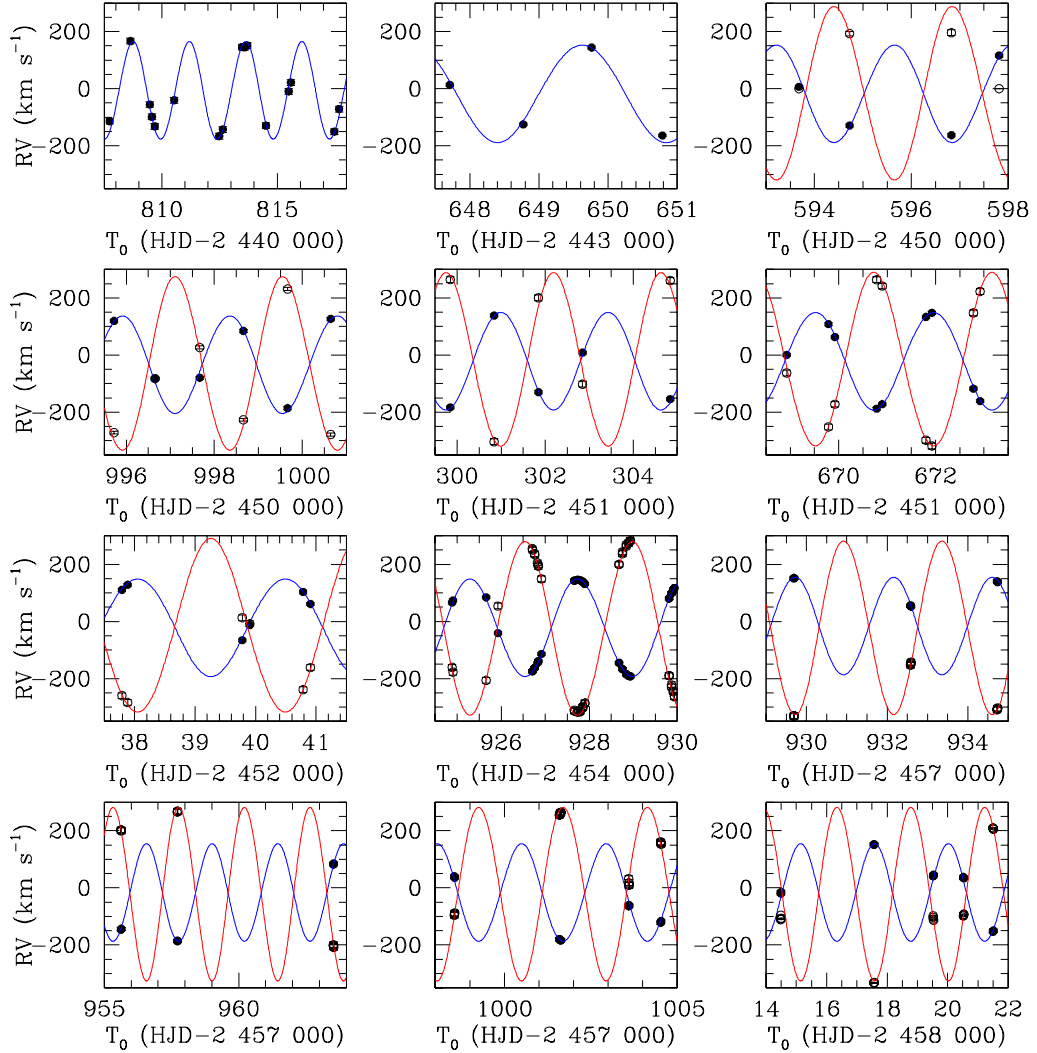 200 200 200
RV (km s⁻¹) 0 0 0
−200 −200 −200
810 815 648 649 650 651 594 596 598
T₀ (HJD−2 440 000) T₀ (HJD−2 443 000) T₀ (HJD−2 450 000)
200 200 200
RV (km s⁻¹) 0 0 0
−200 −200 −200
996 998 1000 300 302 304 670 672
T₀ (HJD−2 450 000) T₀ (HJD−2 451 000) T₀ (HJD−2 451 000)
200 200 200
RV (km s⁻¹) 0 0 0
−200 −200 −200
38 39 40 41 926 928 930 930 932 934
T₀ (HJD−2 452 000) T₀ (HJD−2 454 000) T₀ (HJD−2 457 000)
200 200 200
RV (km s⁻¹) 0 0 0
−200 −200 −200
955 960 1000 1005 14 16 18 20 22
T₀ (HJD−2 457 000) T₀ (HJD−2 457 000) T₀ (HJD−2 458 000)